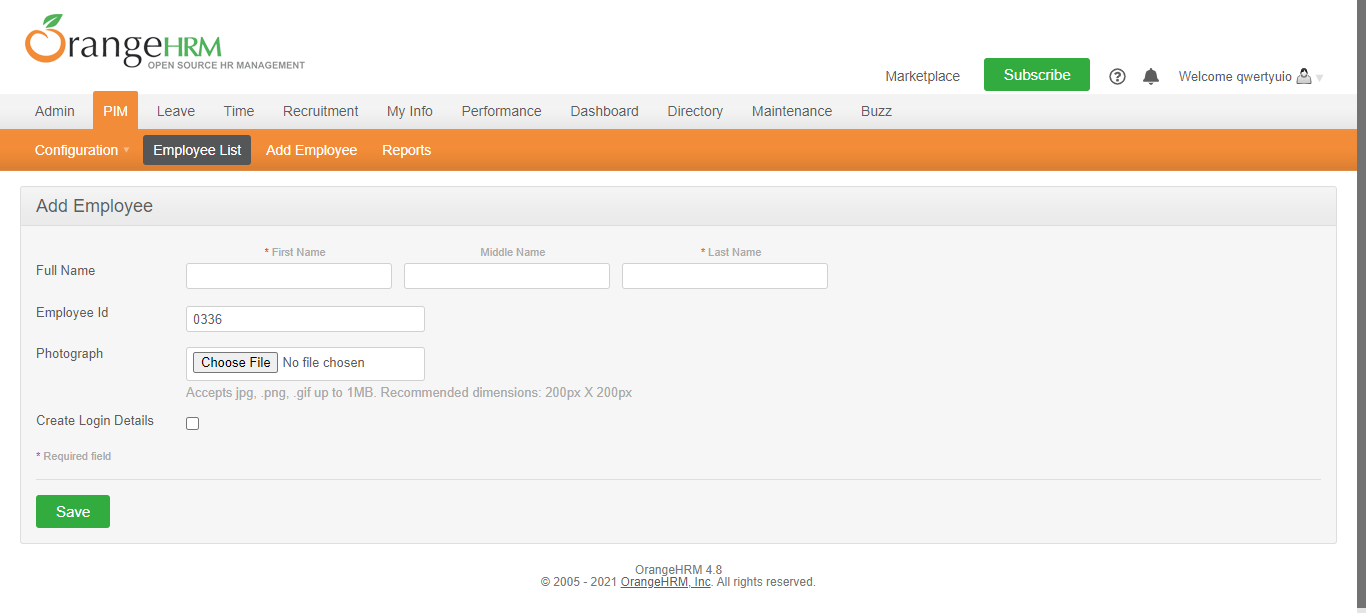 OrangeHRM
OPEN SOURCE HR MANAGEMENT
Marketplace Subscribe Welcome qwertyuio
Admin PIM Leave Time Recruitment My Info Performance Dashboard Directory Maintenance Buzz
Configuration Employee List Add Employee Reports
Add Employee
* First Name Middle Name * Last Name
Full Name
Employee Id 0336
Photograph Choose File No file chosen
Accepts jpg, .png, .gif up to 1MB. Recommended dimensions: 200px X 200px
Create Login Details
* Required field
Save
OrangeHRM 4.8
© 2005 - 2021 OrangeHRM, Inc. All rights reserved.